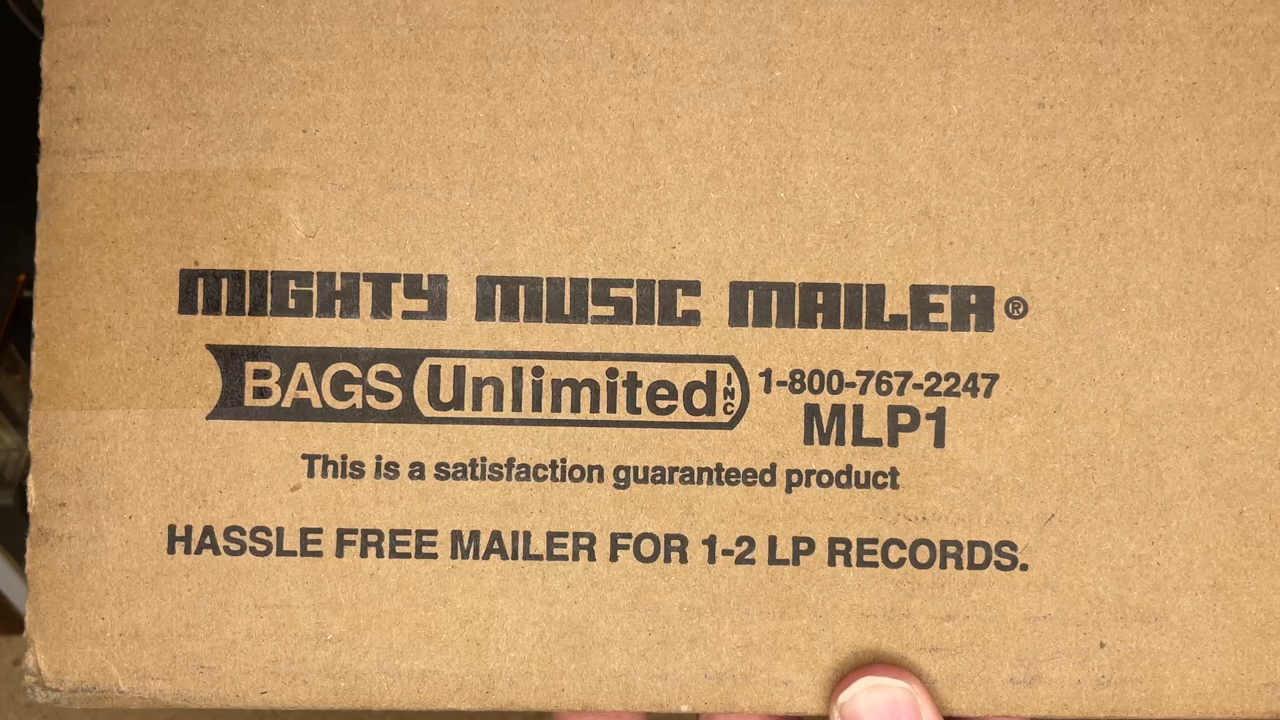 MIGHTY MUSIC MAILER®
BAGS Unlimited INC 1-800-767-2247
MLP1
This is a satisfaction guaranteed product
HASSLE FREE MAILER FOR 1-2 LP RECORDS.